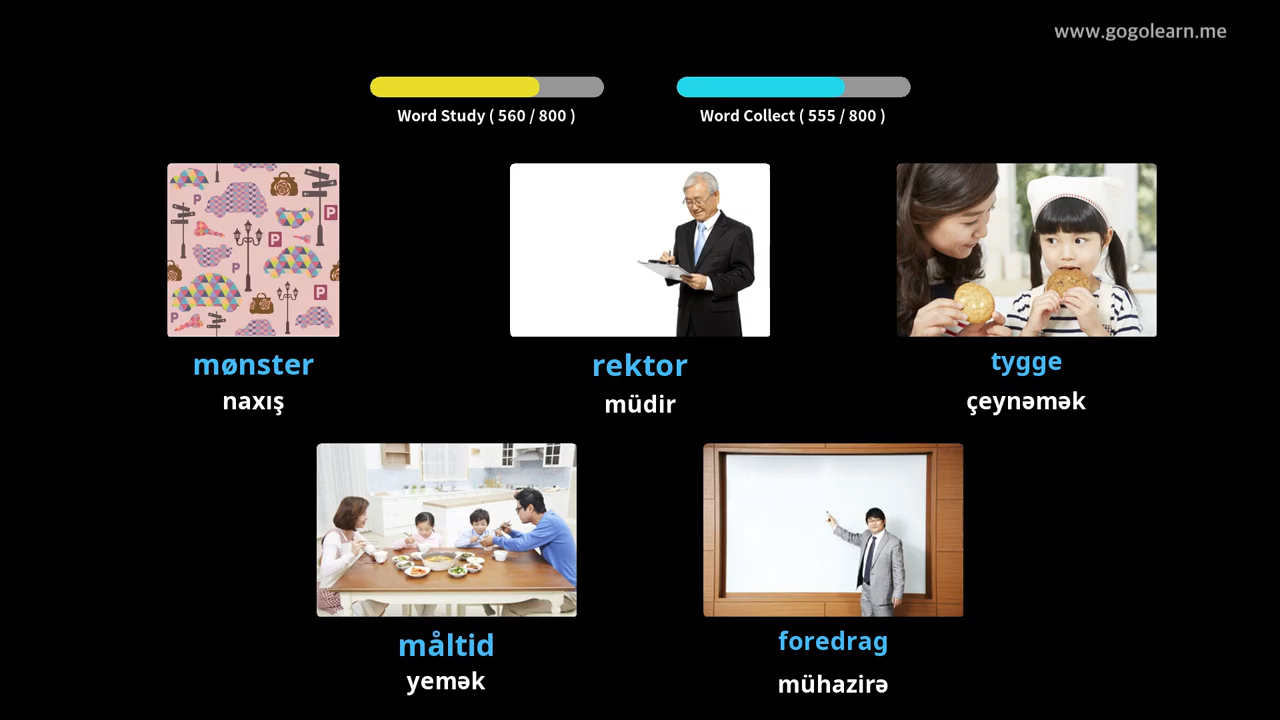 www.gogolearn.me
Word Study ( 560 / 800 )
Word Collect ( 555 / 800 )
P
P
P
P
P
P
mønster
naxış
rektor
müdir
tygge
çeynəmək
måltid
yemək
foredrag
mühazirə